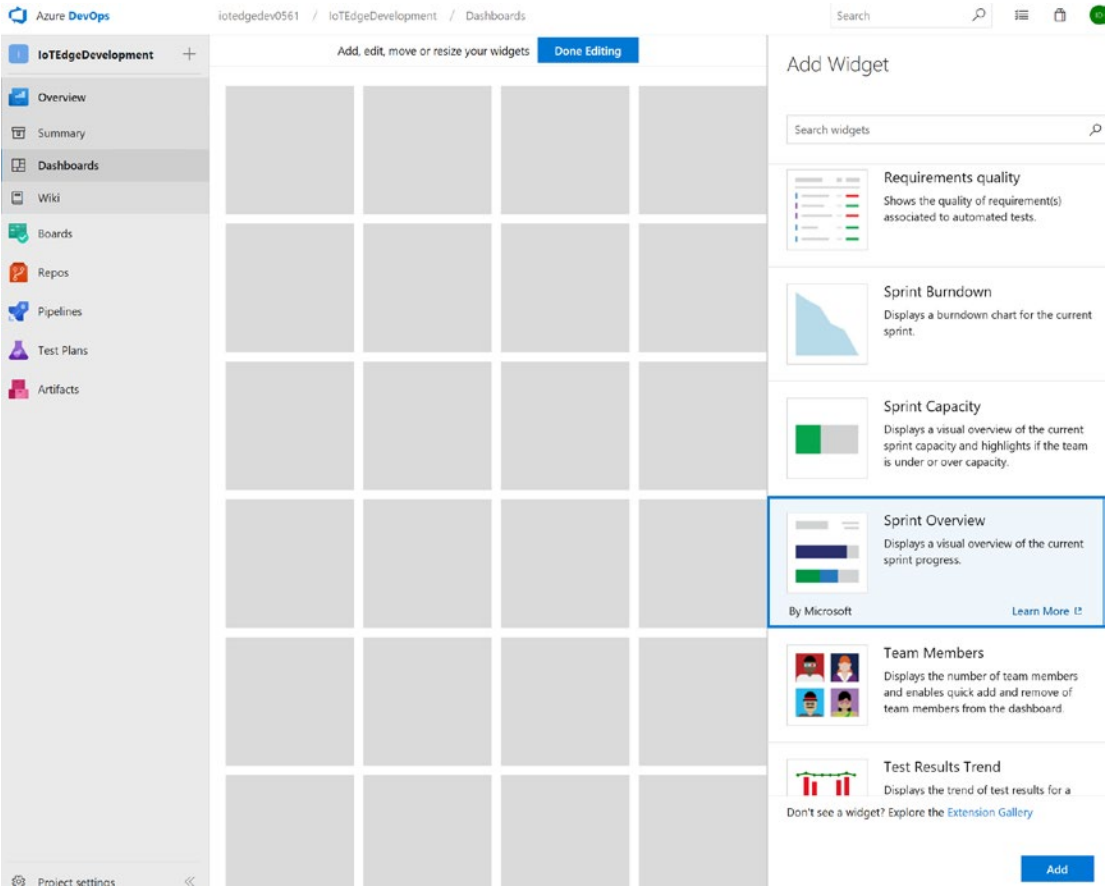 Azure DevOps
iotedgedev0561 / IoTEdgeDevelopment / Dashboards
Search
I
IoTEdgeDevelopment
Overview
Summary
Dashboards
Wiki
Boards
Repos
Pipelines
Test Plans
Artifacts
Project settings
Add, edit, move or resize your widgets
Done Editing
Add Widget
Search widgets
Requirements quality
Shows the quality of requirement(s)
associated to automated tests.
Sprint Burndown
Displays a burndown chart for the current
sprint.
Sprint Capacity
Displays a visual overview of the current
sprint capacity and highlights if the team
is under or over capacity.
Sprint Overview
Displays a visual overview of the current
sprint progress.
By Microsoft
Learn More
Team Members
Displays the number of team members
and enables quick add and remove of
team members from the dashboard.
Test Results Trend
Displays the trend of test results for a
Don't see a widget? Explore the Extension Gallery
Add